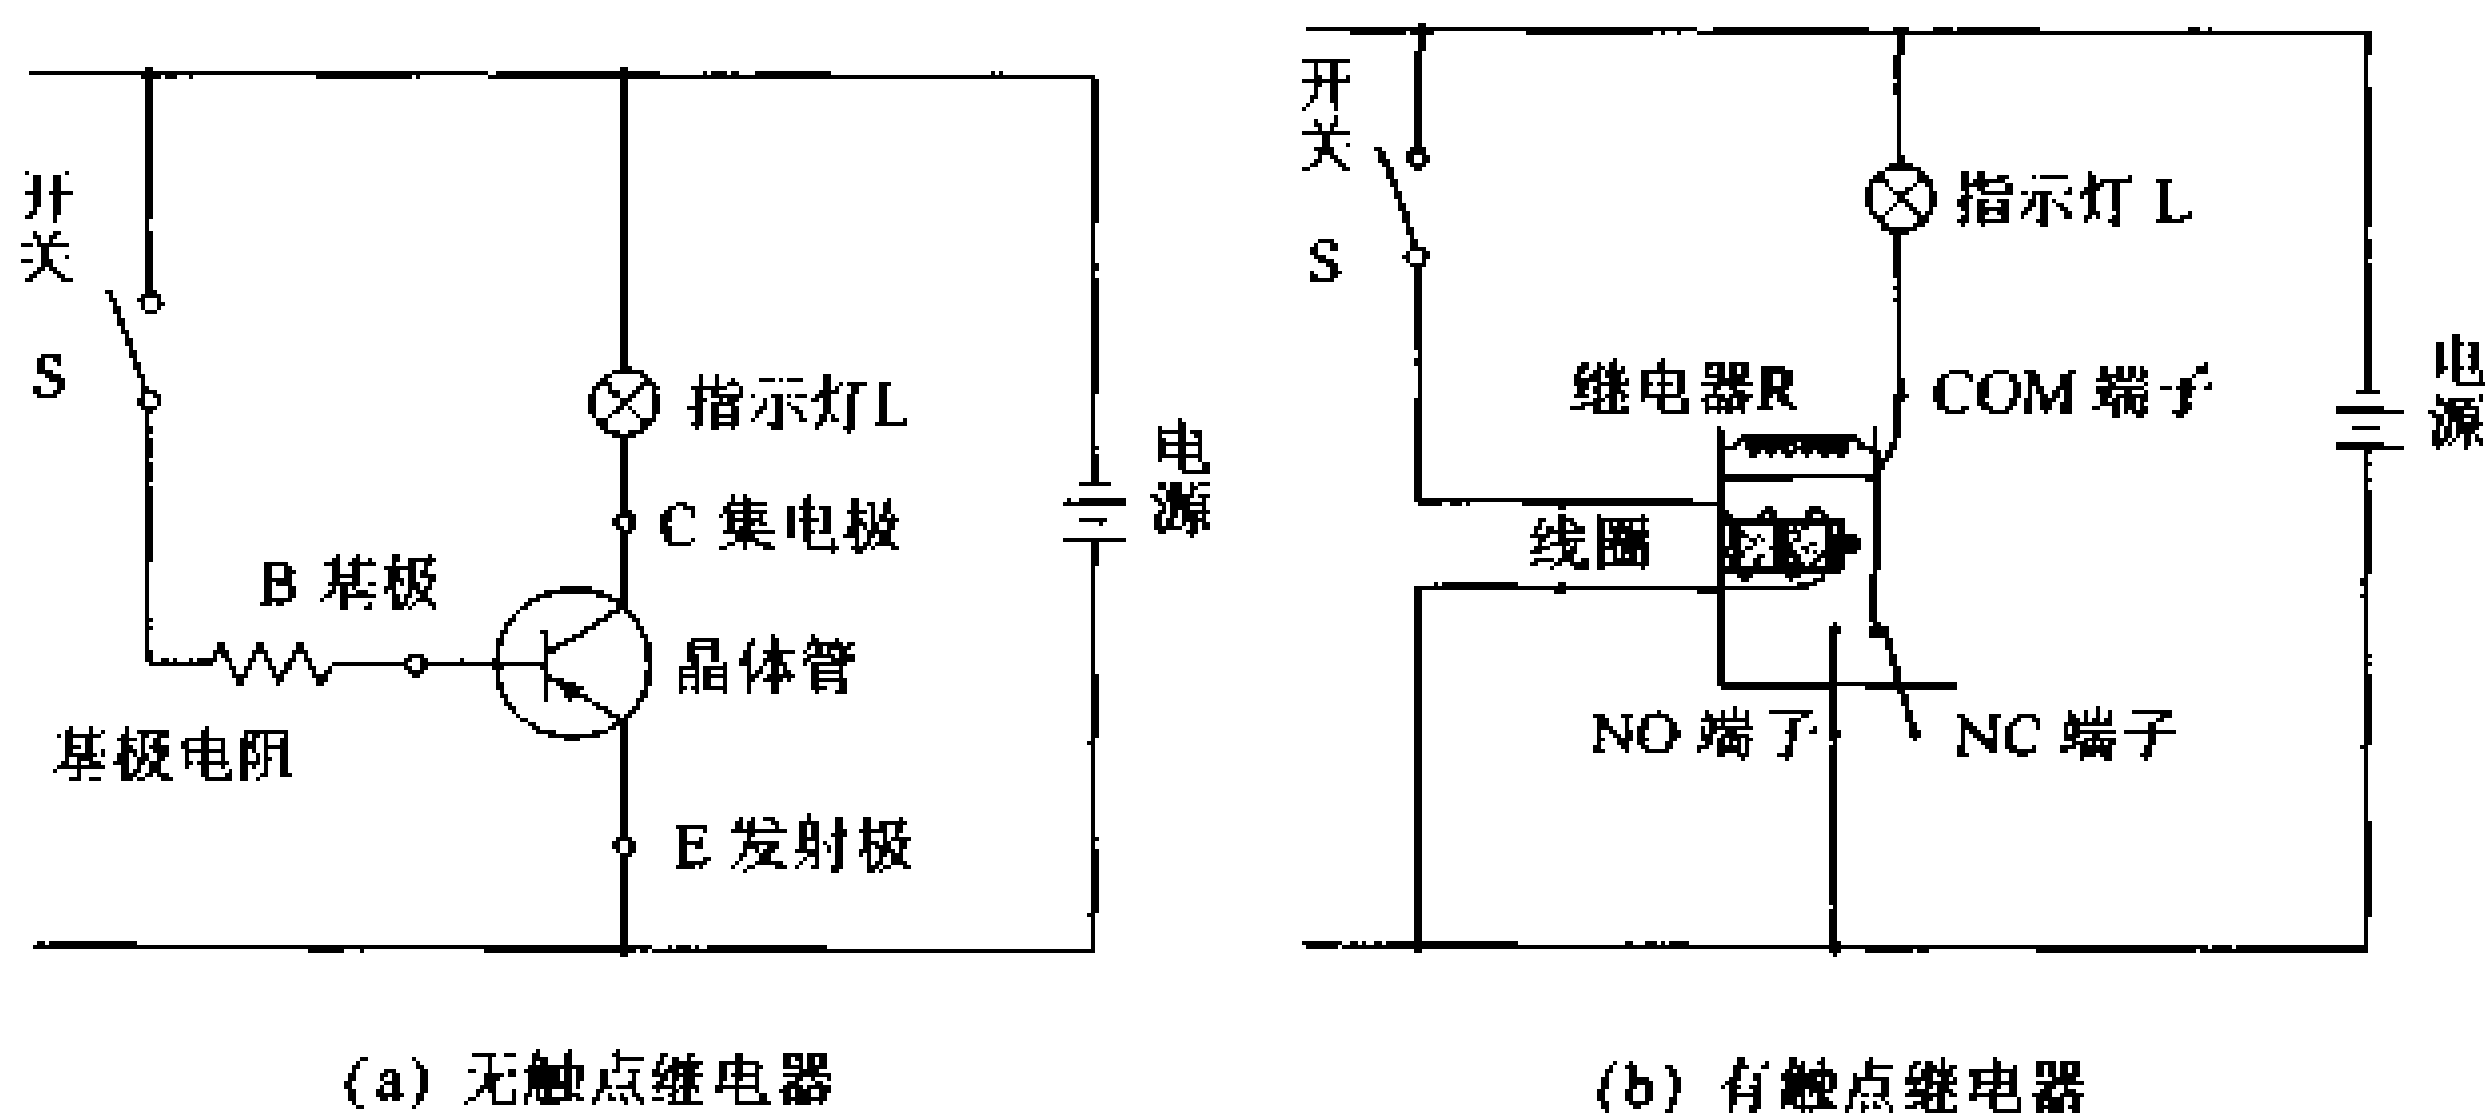 开关
S
指示灯L
C 集电极
B 基极
晶体管
基极电阻
E 发射极
电源
(a) 无触点继电器
开关
S
指示灯 L
继电器R
COM 端子
线圈
NO 端子
NC 端子
电源
(b) 有触点继电器